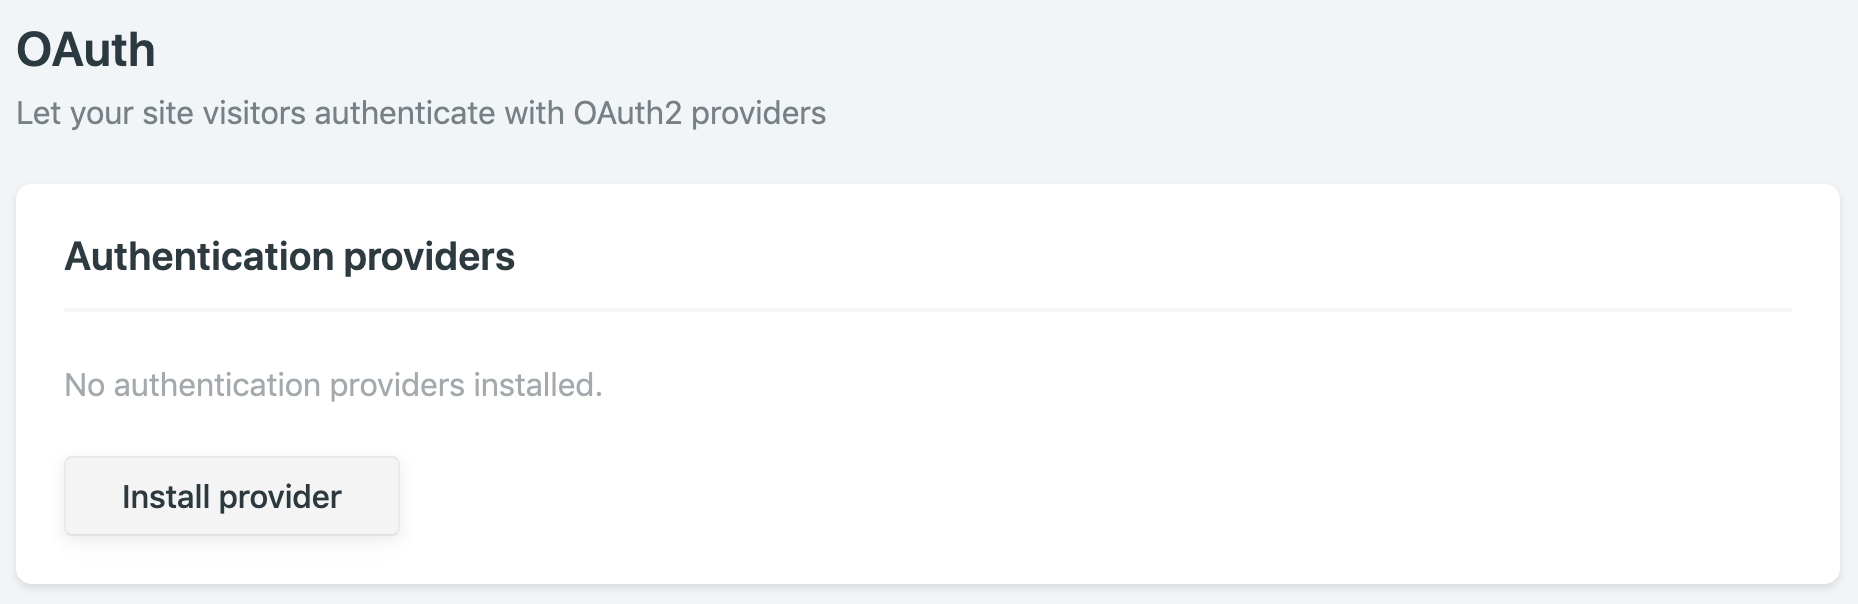 OAuth
Let your site visitors authenticate with OAuth2 providers
Authentication providers
No authentication providers installed.
Install provider